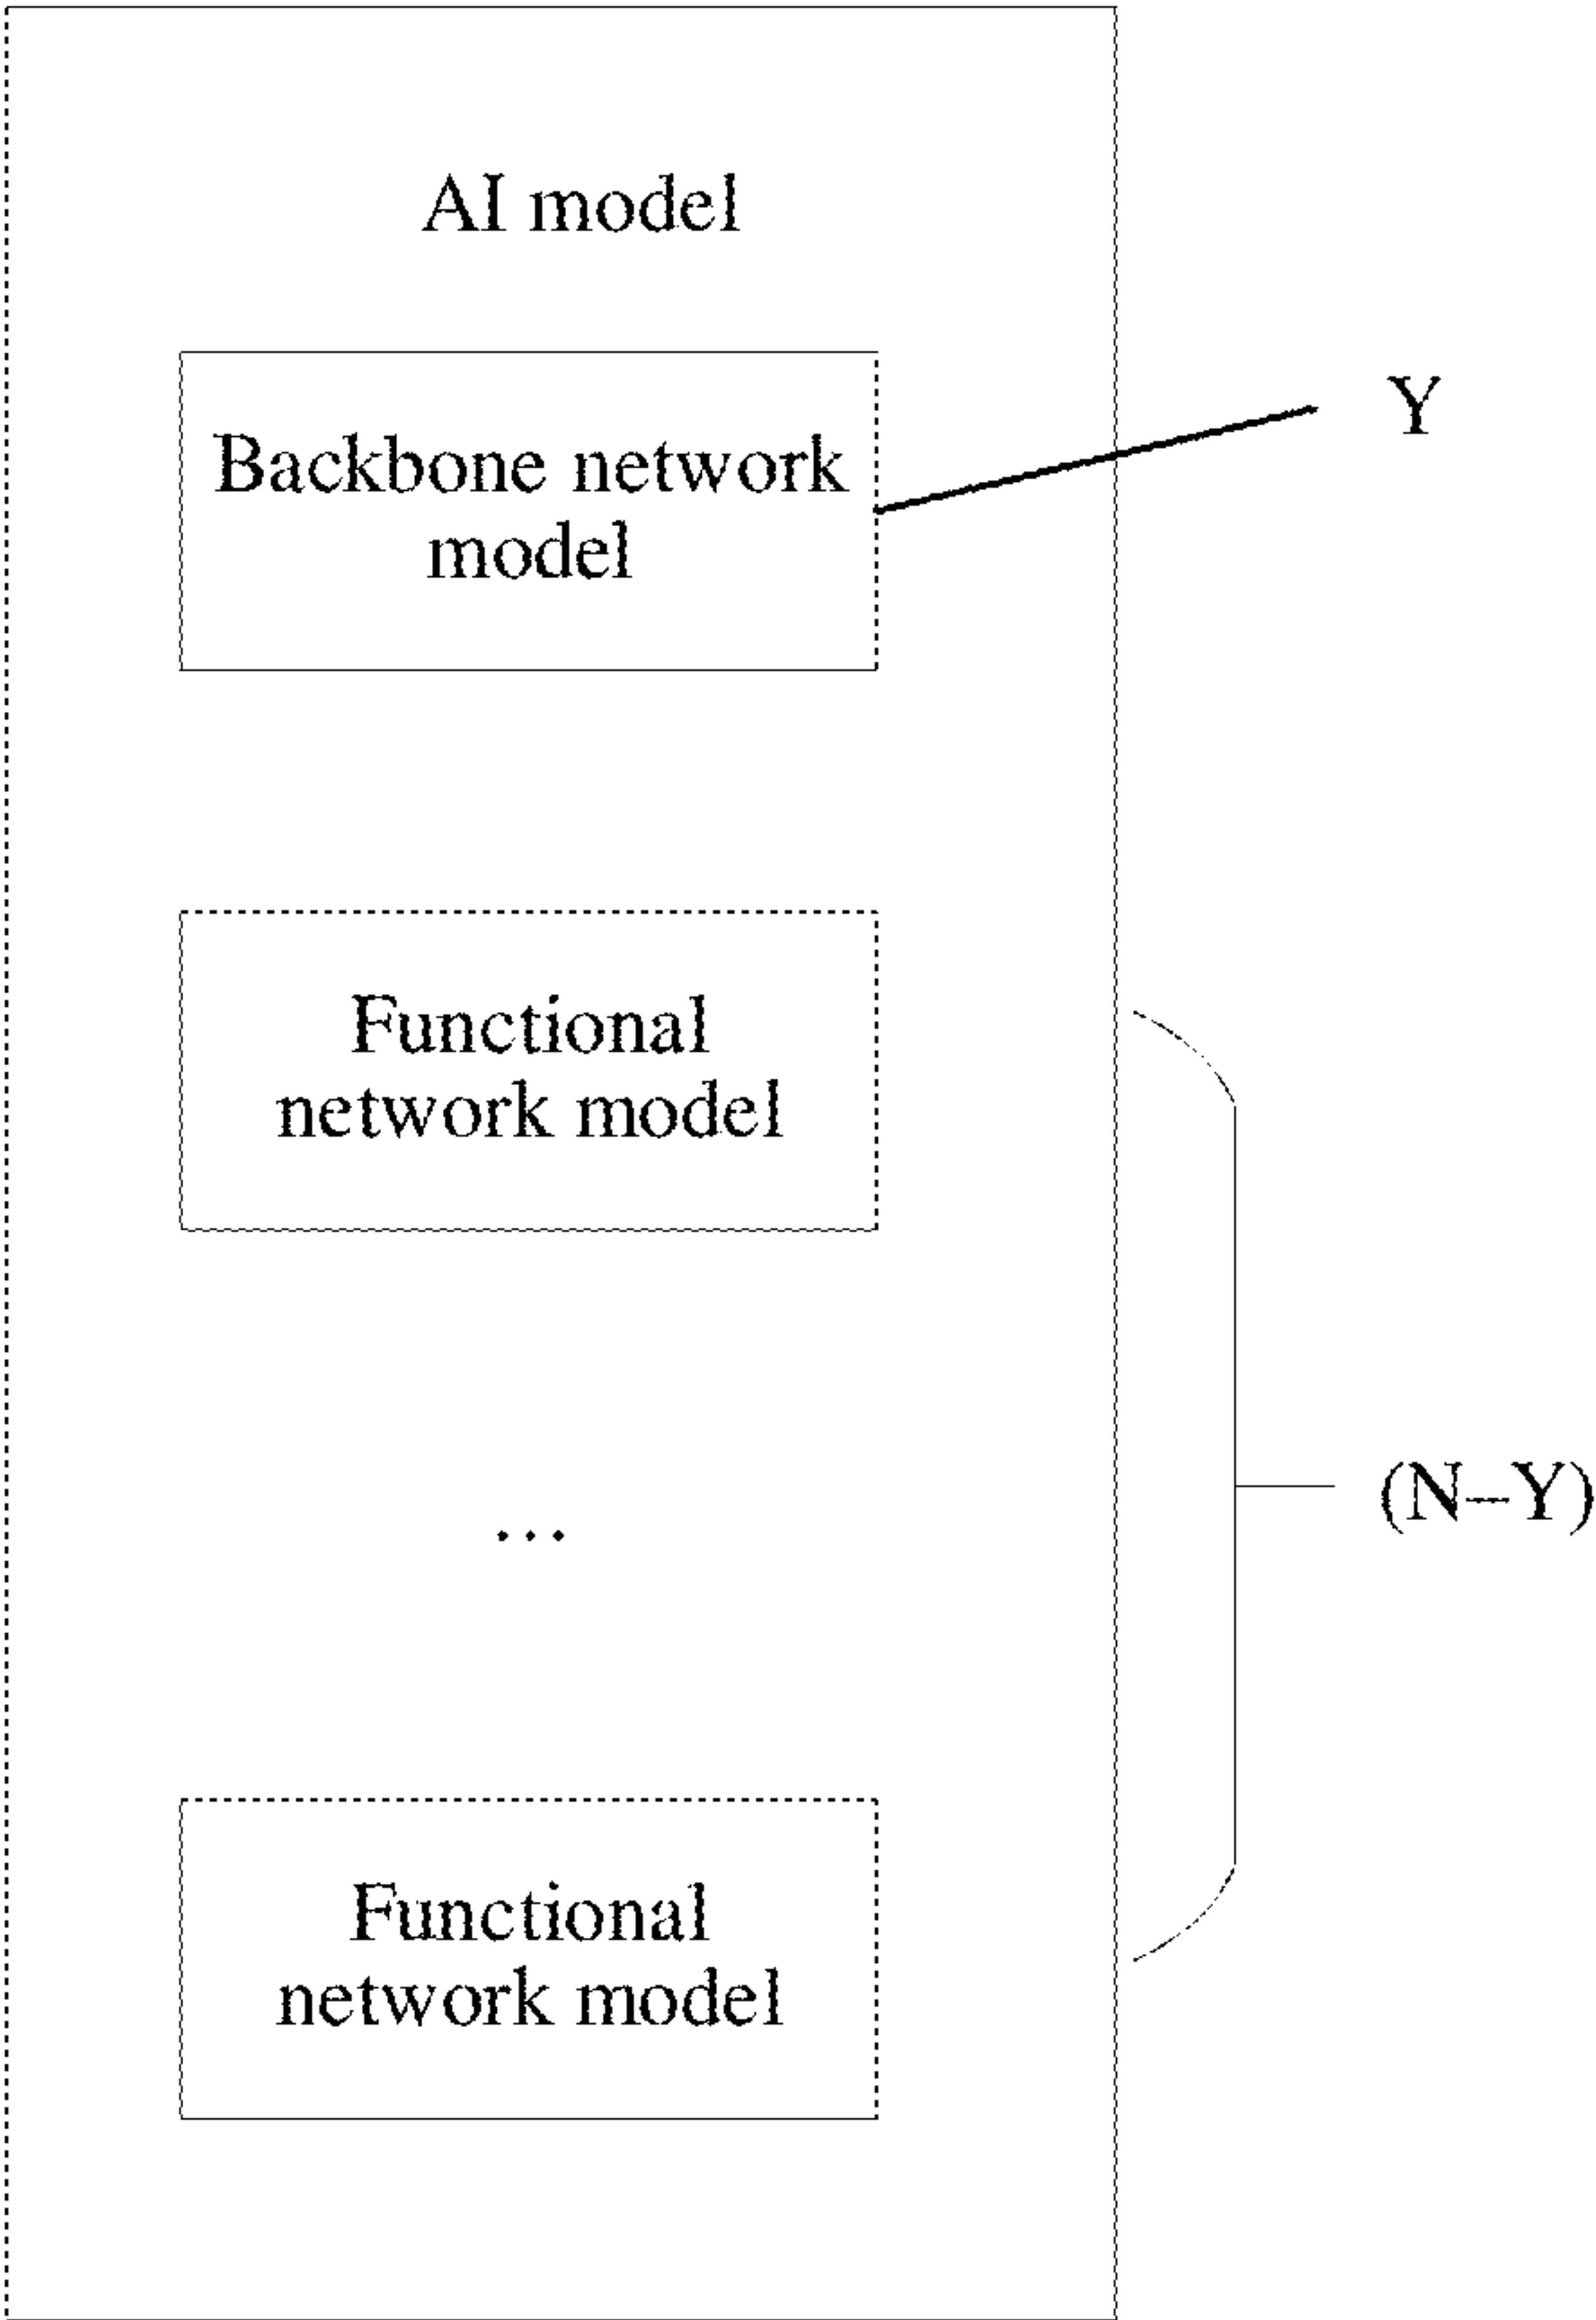 AI model
Backbone network
model
Y
Functional
network model
...
(N--Y)
Functional
network model